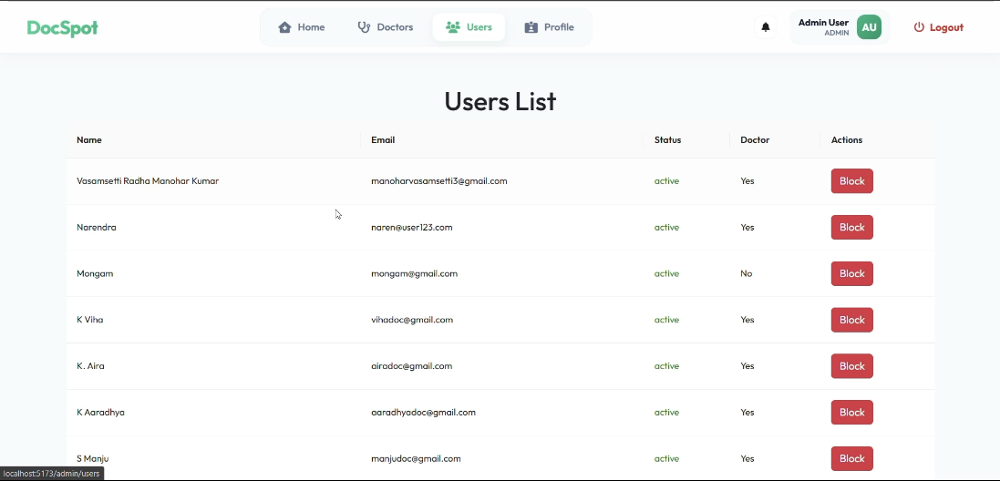 DocSpot
Home Doctors Users Profile
Admin User
ADMIN
AU
Logout
Users List
Name Email Status Doctor Actions
Vasamsetti Radha Manohar Kumar manoharvasamsetti3@gmail.com active Yes Block
Narendra naren@user123.com active Yes Block
Mongam mongam@gmail.com active No Block
K Viha vihadoc@gmail.com active Yes Block
K. Aira airadoc@gmail.com active Yes Block
K Aaradhya aaradhyadoc@gmail.com active Yes Block
S Manju manjudoc@gmail.com active Yes Block
localhost:5173/admin/users